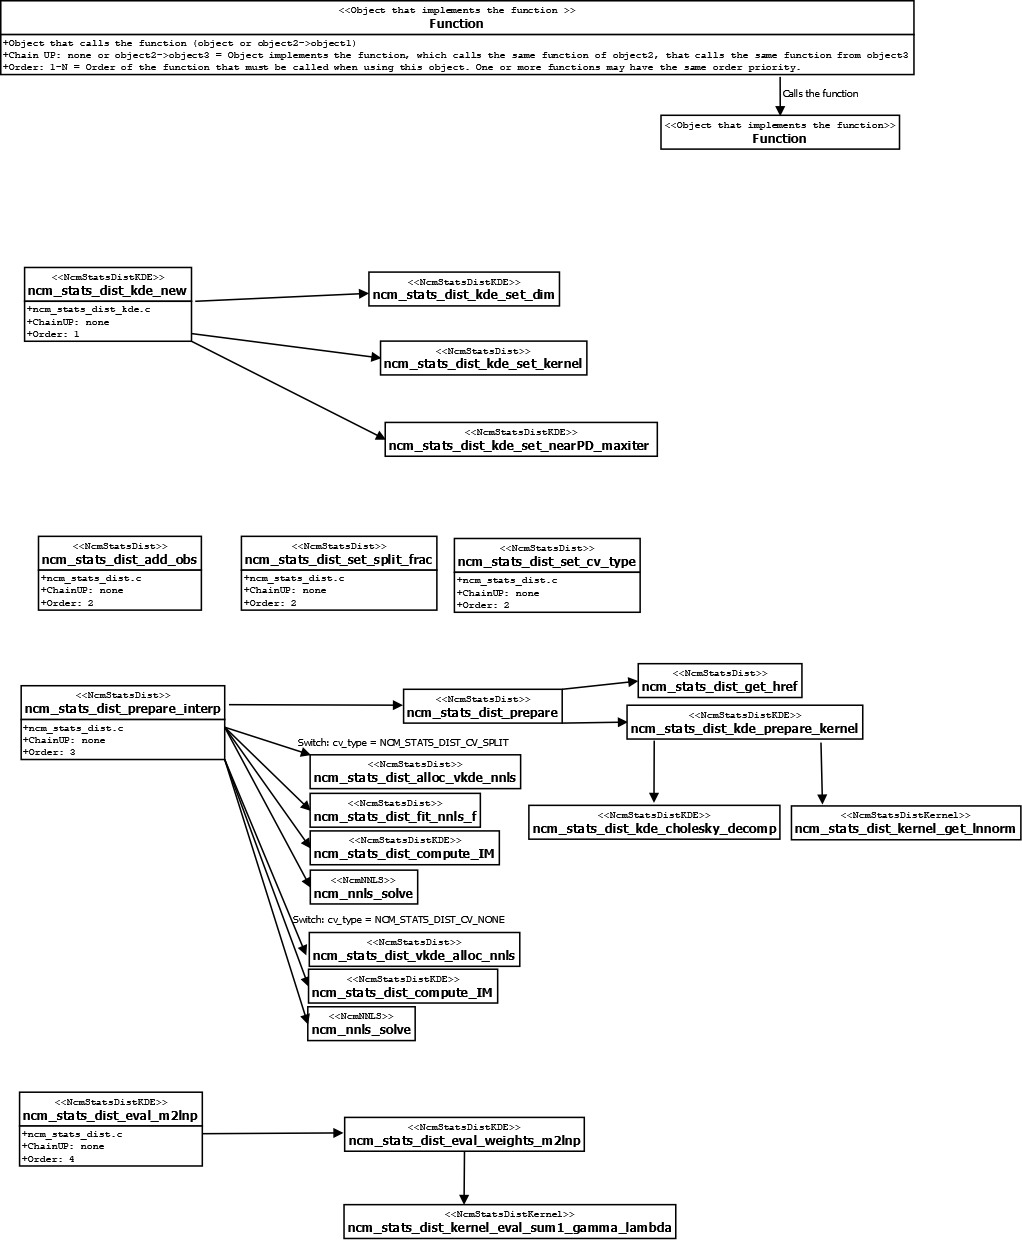 <<Object that implements the function >>
Function
+Object that calls the function (object or object2->object1)
+Chain UP: none or object2->object3 = Object implements the function, which calls the same function of object2, that calls the same function from object3
+Order: 1-N = Order of the function that must be called when using this object. One or more functions may have the same order priority.
Calls the function
<<Object that implements the function>>
Function
<<NcmStatsDistKDE>>
ncm_stats_dist_kde_new
+ncm_stats_dist_kde.c
+ChainUP: none
+Order: 1
<<NcmStatsDistKDE>>
ncm_stats_dist_kde_set_dim
<<NcmStatsDist>>
ncm_stats_dist_kde_set_kernel
<<NcmStatsDistKDE>>
ncm_stats_dist_kde_set_nearPD_maxiter
<<NcmStatsDist>>
ncm_stats_dist_add_obs
+ncm_stats_dist.c
+ChainUP: none
+Order: 2
<<NcmStatsDist>>
ncm_stats_dist_set_split_frac
+ncm_stats_dist.c
+ChainUP: none
+Order: 2
<<NcmStatsDist>>
ncm_stats_dist_set_cv_type
+ncm_stats_dist.c
+ChainUP: none
+Order: 2
<<NcmStatsDist>>
ncm_stats_dist_prepare_interp
+ncm_stats_dist.c
+ChainUP: none
+Order: 3
<<NcmStatsDist>>
ncm_stats_dist_prepare
<<NcmStatsDist>>
ncm_stats_dist_get_href
<<NcmStatsDistKDE>>
ncm_stats_dist_kde_prepare_kernel
<<NcmStatsDistKDE>>
ncm_stats_dist_kde_cholesky_decomp
<<NcmStatsDistKernel>>
ncm_stats_dist_kernel_get_lnnorm
Switch: cv_type = NCM_STATS_DIST_CV_SPLIT
<<NcmStatsDist>>
ncm_stats_dist_alloc_vkde_nnls
<<NcmStatsDist>>
ncm_stats_dist_fit_nnls_f
<<NcmStatsDistKDE>>
ncm_stats_dist_compute_IM
<<NcmNNLS>>
ncm_nnls_solve
Switch: cv_type = NCM_STATS_DIST_CV_NONE
<<NcmStatsDist>>
ncm_stats_dist_vkde_alloc_nnls
<<NcmStatsDistKDE>>
ncm_stats_dist_compute_IM
<<NcmNNLS>>
ncm_nnls_solve
<<NcmStatsDistKDE>>
ncm_stats_dist_eval_m2lnp
+ncm_stats_dist.c
+ChainUP: none
+Order: 4
<<NcmStatsDistKDE>>
ncm_stats_dist_eval_weights_m2lnp
<<NcmStatsDistKernel>>
ncm_stats_dist_kernel_eval_sum1_gamma_lambda